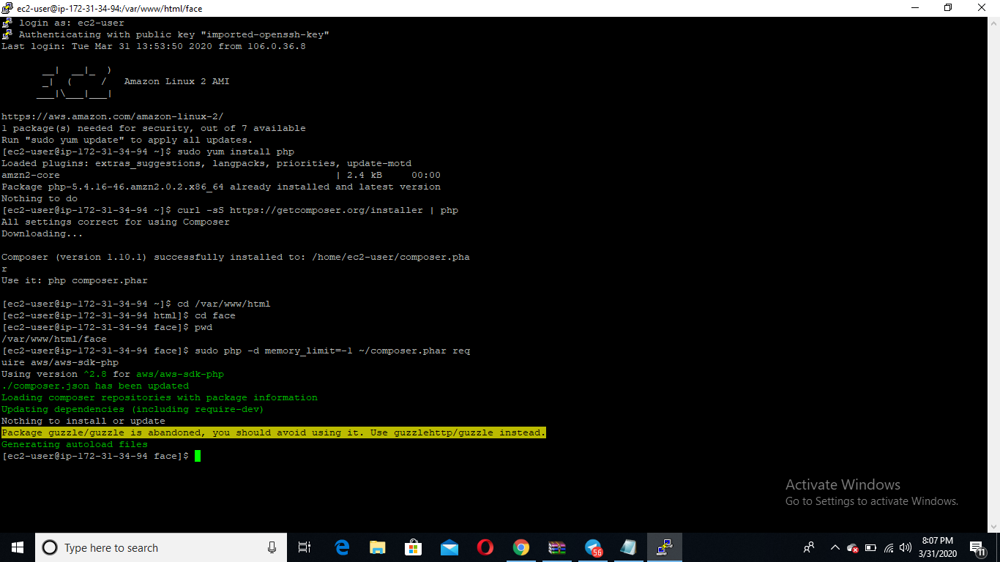 ec2-user@ip-172-31-34-94:/var/www/html/face
login as: ec2-user
Authenticating with public key "imported-openssh-key"
Last login: Tue Mar 31 13:53:50 2020 from 106.0.36.8
__|  __|_  )
_|  (     /   Amazon Linux 2 AMI
___|\___|___|
https://aws.amazon.com/amazon-linux-2/
1 package(s) needed for security, out of 7 available
Run "sudo yum update" to apply all updates.
[ec2-user@ip-172-31-34-94 ~]$ sudo yum install php
Loaded plugins: extras_suggestions, langpacks, priorities, update-motd
amzn2-core                                               | 2.4 kB     00:00
Package php-5.4.16-46.amzn2.0.2.x86_64 already installed and latest version
Nothing to do
[ec2-user@ip-172-31-34-94 ~]$ curl -sS https://getcomposer.org/installer | php
All settings correct for using Composer
Downloading...
Composer (version 1.10.1) successfully installed to: /home/ec2-user/composer.pha
r
Use it: php composer.phar
[ec2-user@ip-172-31-34-94 ~]$ cd /var/www/html
[ec2-user@ip-172-31-34-94 html]$ cd face
[ec2-user@ip-172-31-34-94 face]$ pwd
/var/www/html/face
[ec2-user@ip-172-31-34-94 face]$ sudo php -d memory_limit=-1 ~/composer.phar req
uire aws/aws-sdk-php
Using version ^2.8 for aws/aws-sdk-php
./composer.json has been updated
Loading composer repositories with package information
Updating dependencies (including require-dev)
Nothing to install or update
Package guzzle/guzzle is abandoned, you should avoid using it. Use guzzlehttp/guzzle instead.
Generating autoload files
[ec2-user@ip-172-31-34-94 face]$
Activate Windows
Go to Settings to activate Windows.
Type here to search
56
8:07 PM
3/31/2020
11